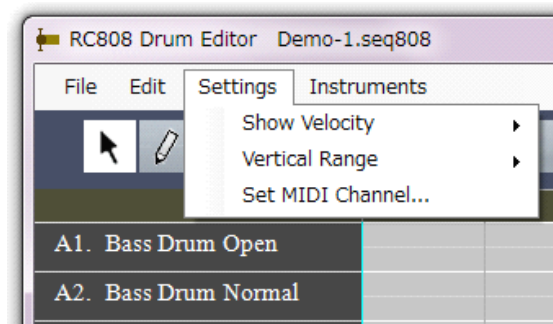 RC808 Drum Editor Demo-1.seq808
File Edit Settings Instruments
Show Velocity
Vertical Range
Set MIDI Channel...
A1. Bass Drum Open
A2. Bass Drum Normal